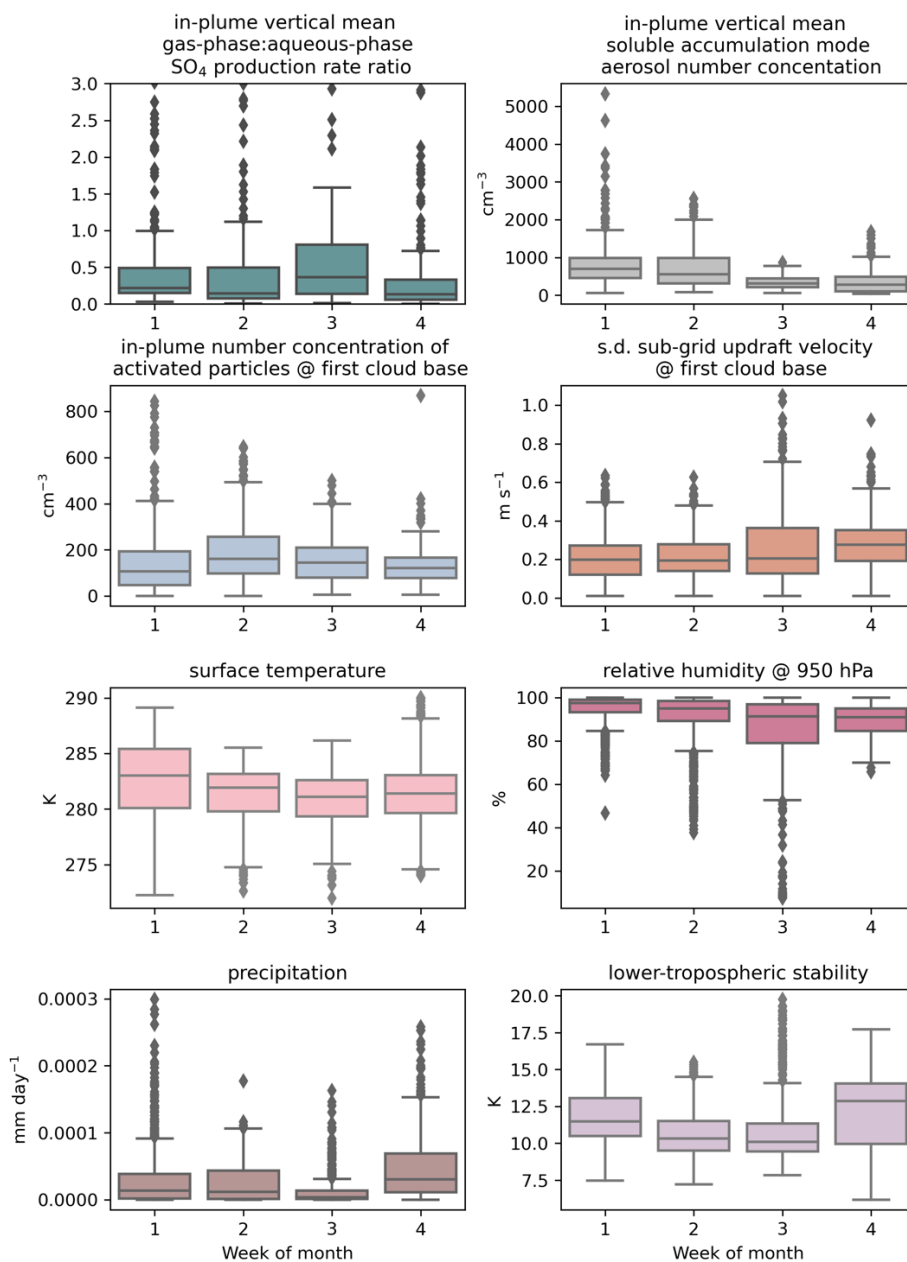 in-plume vertical mean
gas-phase:aqueous-phase
SO₄ production rate ratio
3.0
2.5
2.0
1.5
1.0
0.5
0.0
1 2 3 4
in-plume vertical mean
soluble accumulation mode
aerosol number concentation
cm⁻³
5000
4000
3000
2000
1000
0
1 2 3 4
in-plume number concentration of
activated particles @ first cloud base
cm⁻³
800
600
400
200
0
1 2 3 4
s.d. sub-grid updraft velocity
@ first cloud base
m s⁻¹
1.0
0.8
0.6
0.4
0.2
0.0
1 2 3 4
surface temperature
K
290
285
280
275
1 2 3 4
relative humidity @ 950 hPa
%
100
80
60
40
20
1 2 3 4
precipitation
mm day⁻¹
0.0003
0.0002
0.0001
0.0000
1 2 3 4
Week of month
lower-tropospheric stability
K
20.0
17.5
15.0
12.5
10.0
7.5
1 2 3 4
Week of month